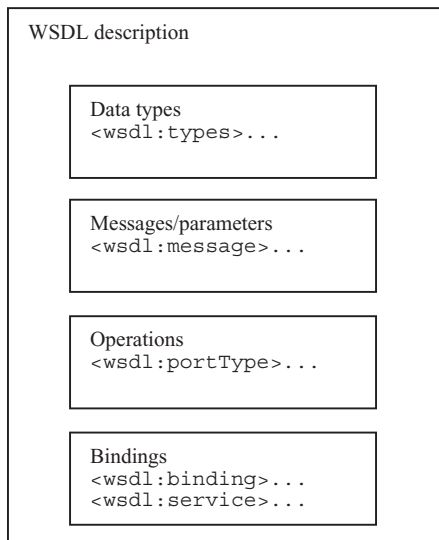 WSDL description
Data types
<wsdl:types>...
Messages/parameters
<wsdl:message>...
Operations
<wsdl:portType>...
Bindings
<wsdl:binding>...
<wsdl:service>...